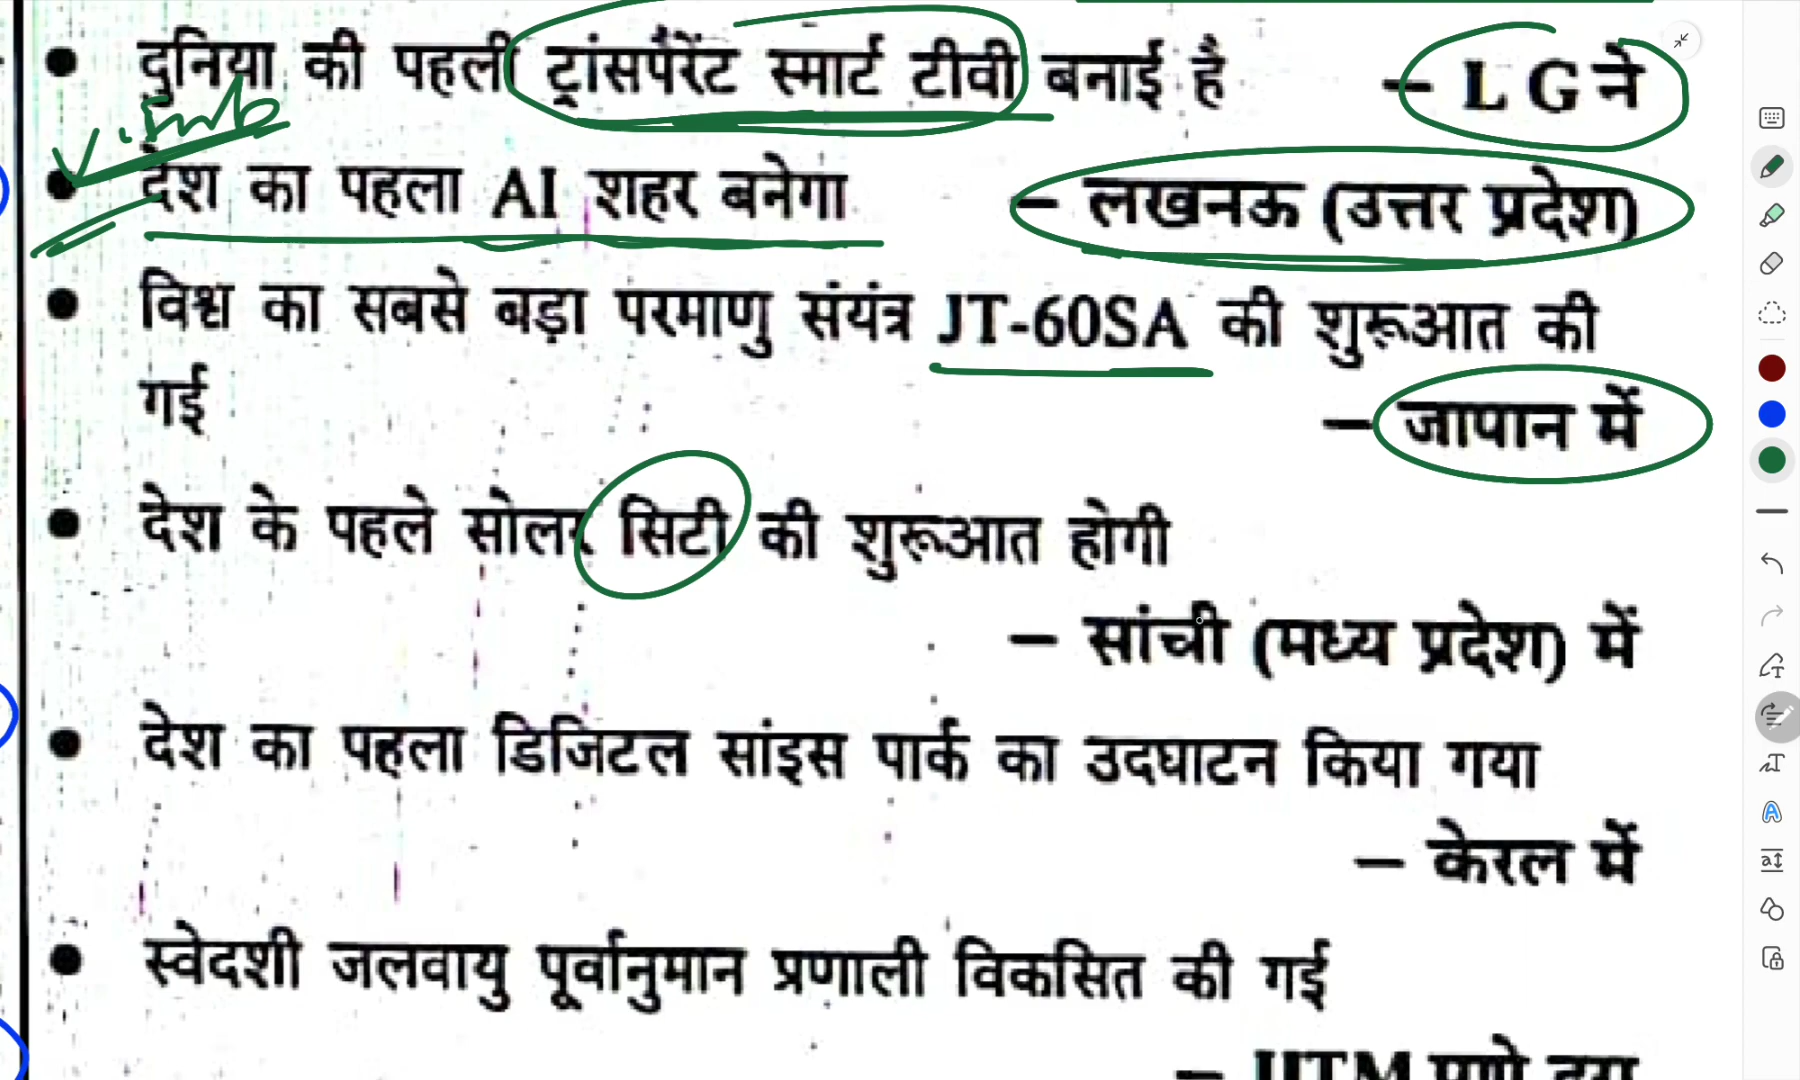 • दुनिया की पहली ट्रांसपैरेंट स्मार्ट टीवी बनाई है – L G ने
V. Imb
• देश का पहला AI शहर बनेगा – लखनऊ (उत्तर प्रदेश)
• विश्व का सबसे बड़ा परमाणु संयंत्र JT-60SA की शुरूआत की
गई – जापान में
• देश के पहले सोलर सिटी की शुरूआत होगी
– सांची (मध्य प्रदेश) में
• देश का पहला डिजिटल सांइस पार्क का उदघाटन किया गया
– केरल में
• स्वेदशी जलवायु पूर्वानुमान प्रणाली विकसित की गई